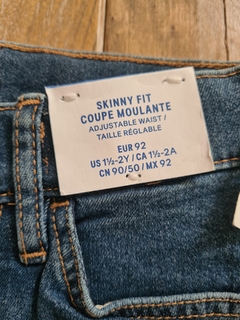 SKINNY FIT
COUPE MOULANTE
ADJUSTABLE WAIST /
TAILLE RÉGLABLE
EUR 92
US 1½-2Y / CA 1½-2A
CN 90/50 / MX 92